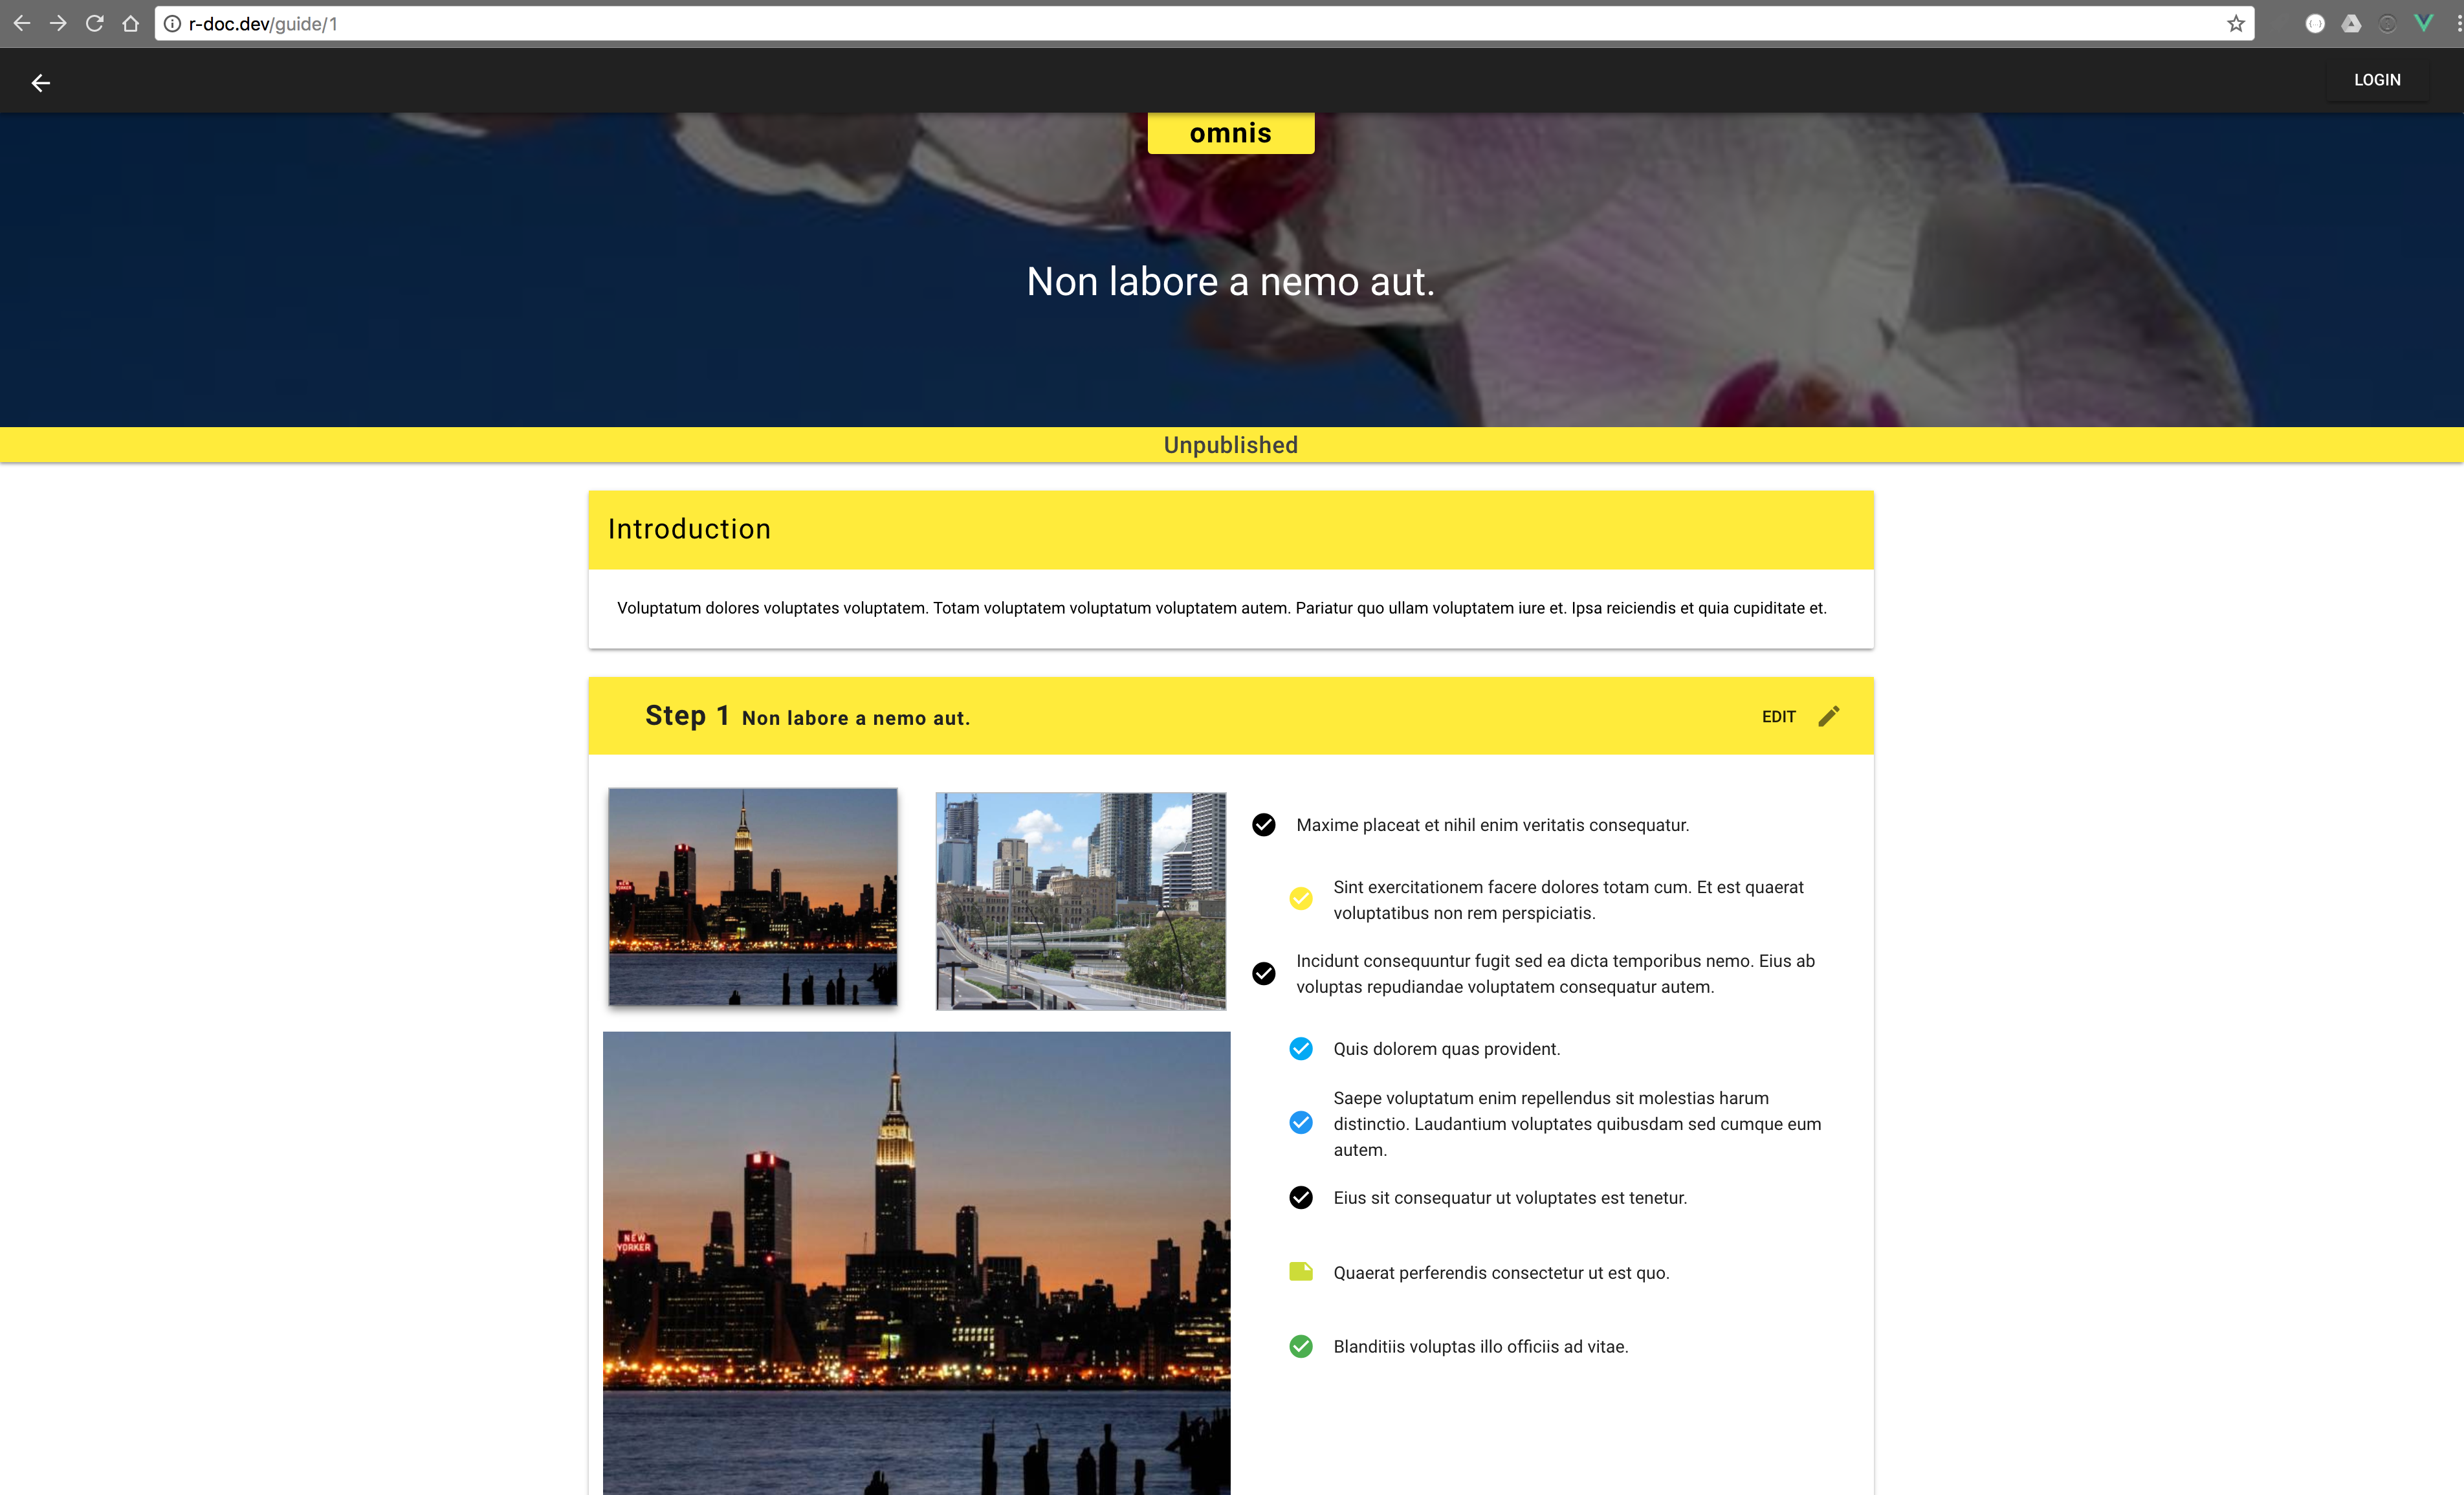 r-doc.dev/guide/1
LOGIN
omnis
Non labore a nemo aut.
Unpublished
Introduction
Voluptatum dolores voluptates voluptatem. Totam voluptatem voluptatum voluptatem autem. Pariatur quo ullam voluptatem iure et. Ipsa reiciendis et quia cupiditate et.
Step 1 Non labore a nemo aut.
EDIT
Maxime placeat et nihil enim veritatis consequatur.
Sint exercitationem facere dolores totam cum. Et est quaerat
voluptatibus non rem perspiciatis.
Incidunt consequuntur fugit sed ea dicta temporibus nemo. Eius ab
voluptas repudiandae voluptatem consequatur autem.
Quis dolorem quas provident.
Saepe voluptatum enim repellendus sit molestias harum
distinctio. Laudantium voluptates quibusdam sed cumque eum
autem.
Eius sit consequatur ut voluptates est tenetur.
Quaerat perferendis consectetur ut est quo.
Blanditiis voluptas illo officiis ad vitae.
NEW
YORKER
NEW
YORKER